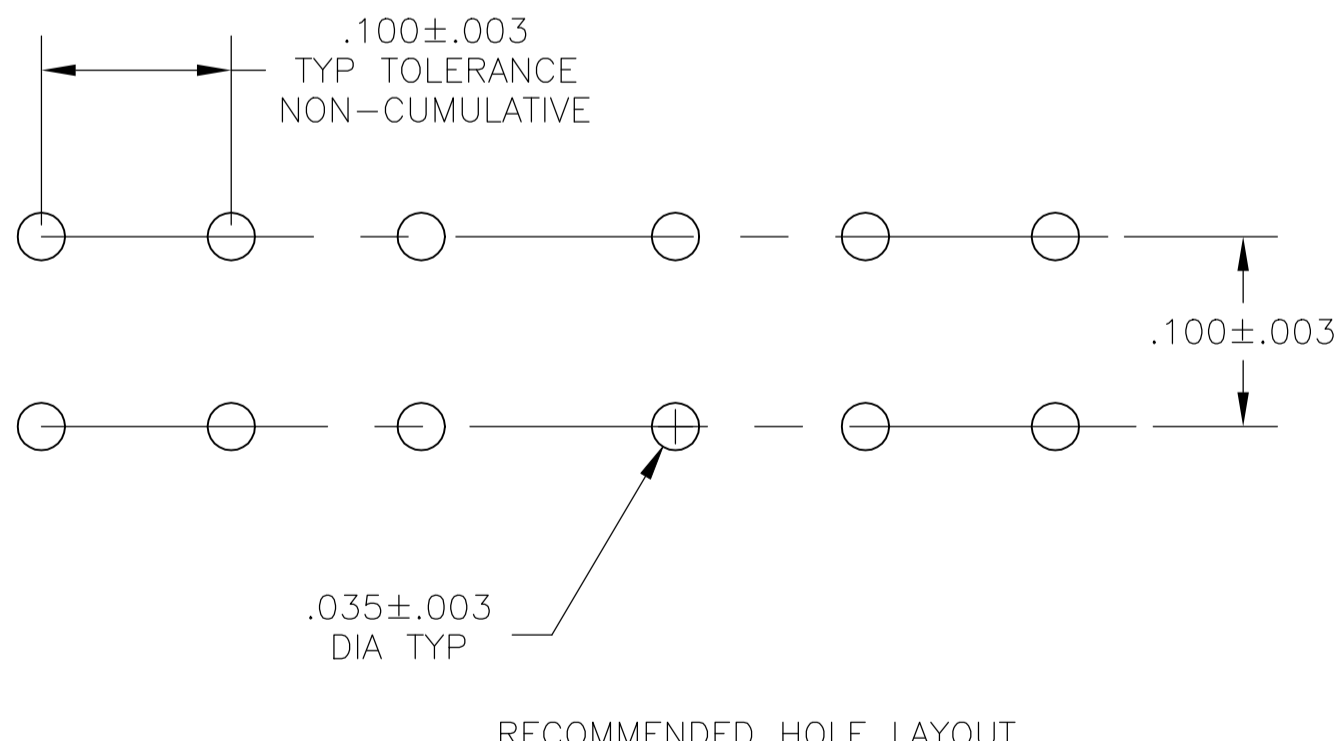 .100±.003
TYP TOLERANCE
NON-CUMULATIVE
.100±.003
.035±.003
DIA TYP
RECOMMENDED HOLE LAYOUT